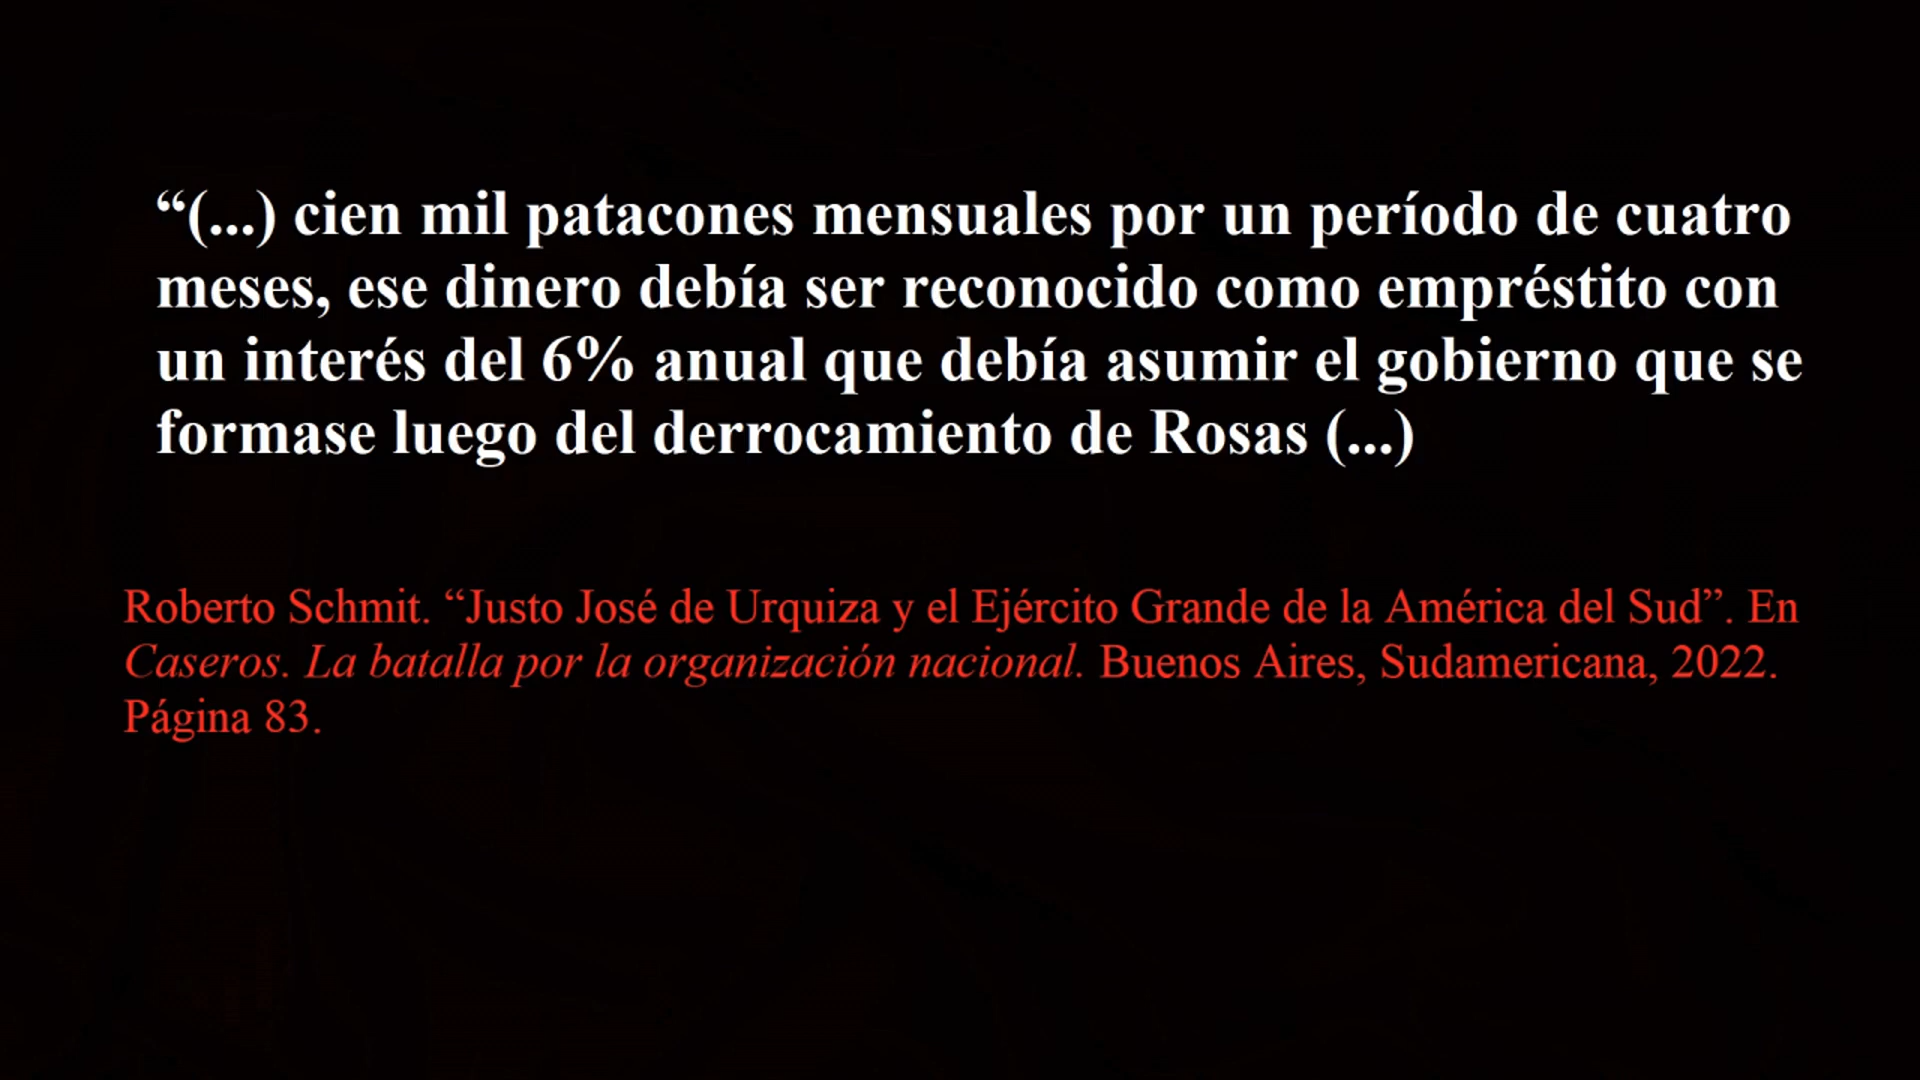 “(...) cien mil patacones mensuales por un período de cuatro
meses, ese dinero debía ser reconocido como empréstito con
un interés del 6% anual que debía asumir el gobierno que se
formase luego del derrocamiento de Rosas (...)
Roberto Schmit. “Justo José de Urquiza y el Ejército Grande de la América del Sud”. En
Caseros. La batalla por la organización nacional. Buenos Aires, Sudamericana, 2022.
Página 83.